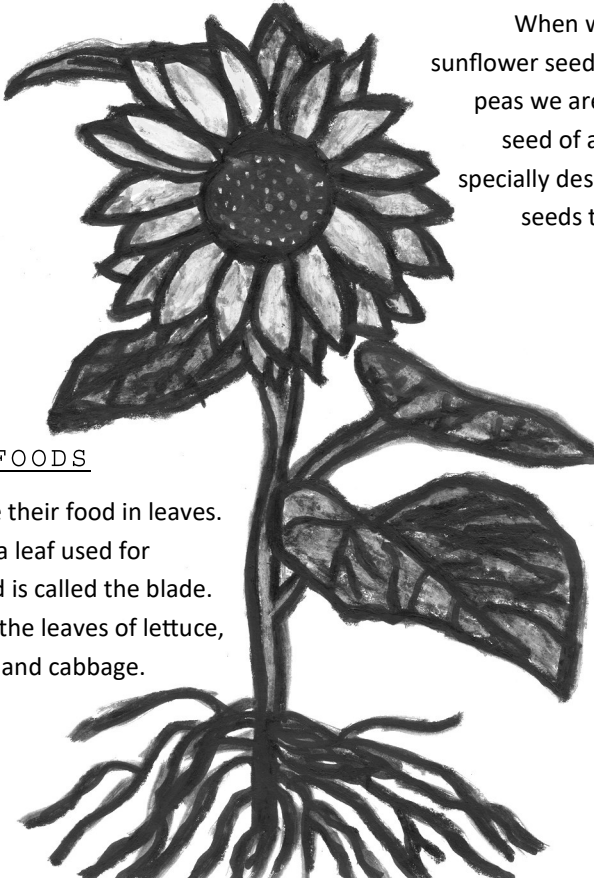 When
sunflower seed
peas we are
seed of a
specially des
seeds t
FOODS
their food in leaves.
a leaf used for
is called the blade.
the leaves of lettuce,
and cabbage.